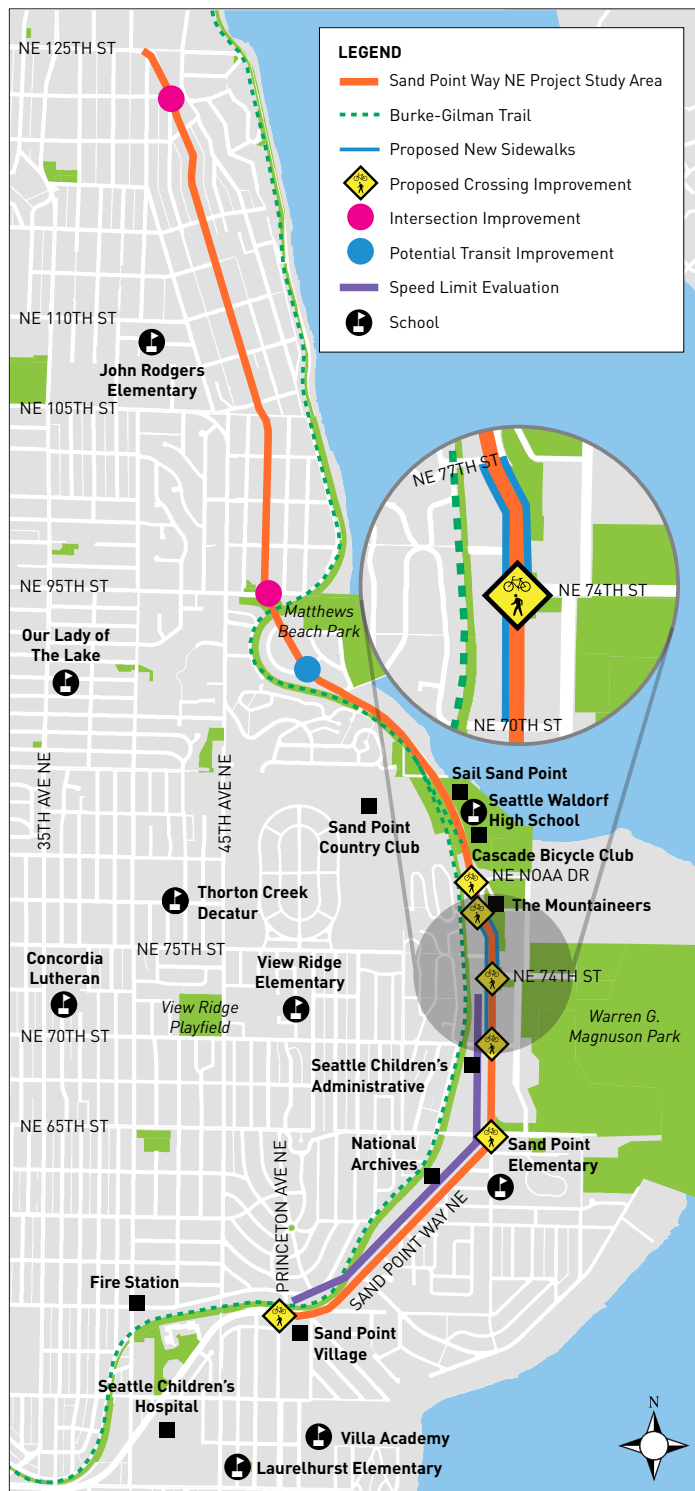 NE 125TH ST
LEGEND
Sand Point Way NE Project Study Area
Burke-Gilman Trail
Proposed New Sidewalks
Proposed Crossing Improvement
Intersection Improvement
Potential Transit Improvement
Speed Limit Evaluation
School
NE 110TH ST
John Rodgers
Elementary
NE 105TH ST
NE 77TH ST
NE 74TH ST
NE 70TH ST
NE 95TH ST
Matthews
Beach Park
Our Lady of
The Lake
35TH AVE NE
45TH AVE NE
Sail Sand Point
Seattle Waldorf
High School
Sand Point
Country Club
Cascade Bicycle Club
NE NOAA DR
Thorton Creek
Decatur
The Mountaineers
NE 75TH ST
Concordia
Lutheran
View Ridge
Elementary
NE 74TH ST
View Ridge
Playfield
Warren G.
Magnuson Park
NE 70TH ST
Seattle Children's
Administrative
NE 65TH ST
National
Archives
Sand Point
Elementary
PRINCETON AVE NE
SAND POINT WAY NE
Fire Station
Sand Point
Village
Seattle Children's
Hospital
Villa Academy
Laurelhurst Elementary
N